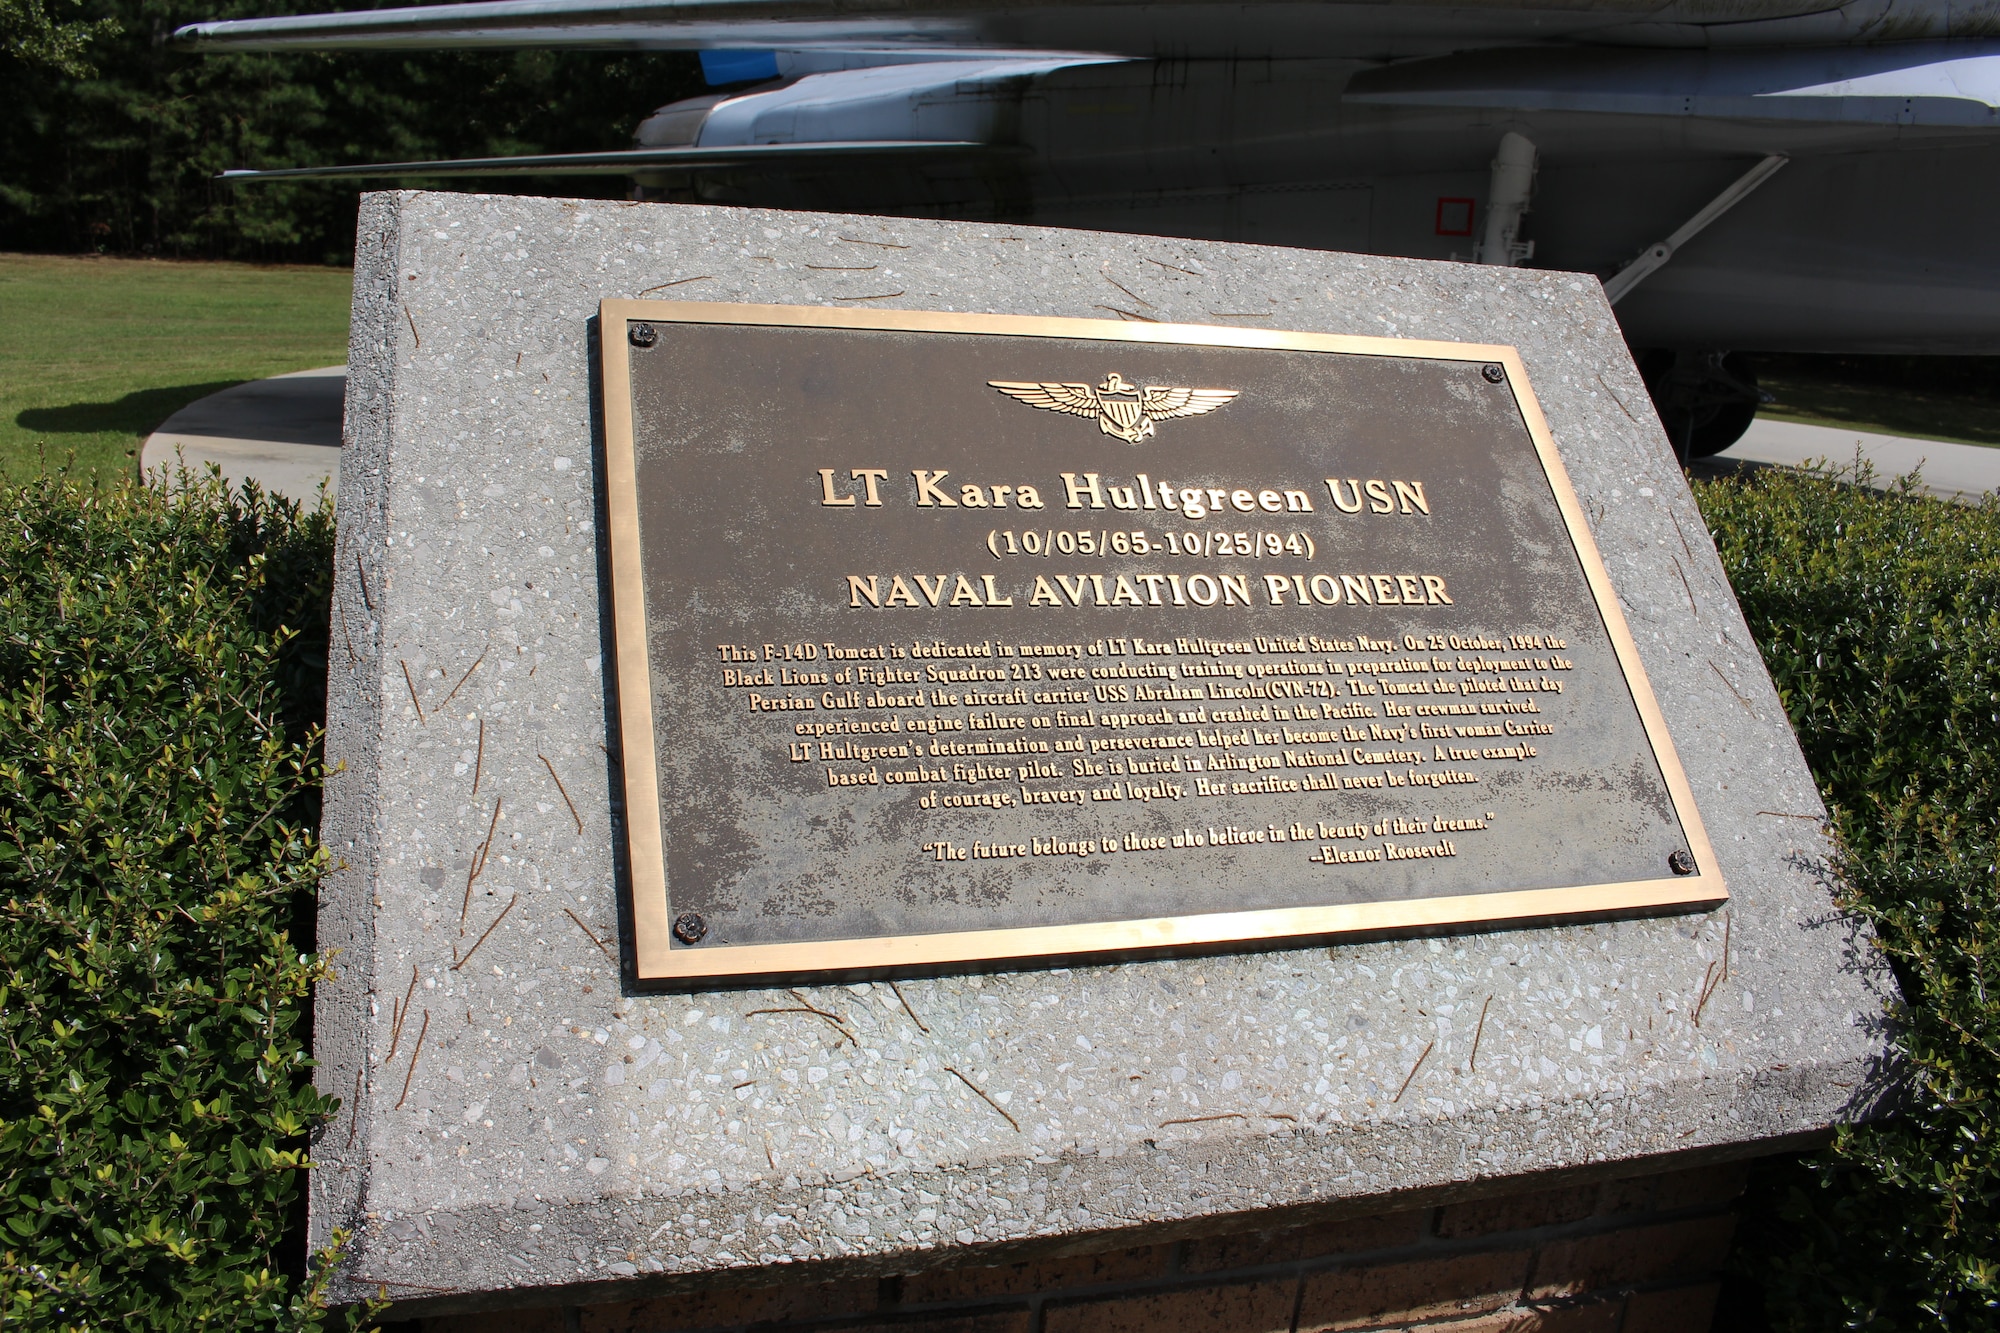 LT Kara Hultgreen USN
(10/05/65-10/25/94)
NAVAL AVIATION PIONEER
This F-14D Tomcat is dedicated in memory of LT Kara Hultgreen United States Navy. On 25 October, 1994 the
Black Lions of Fighter Squadron 213 were conducting training operations in preparation for deployment to the
Persian Gulf aboard the aircraft carrier USS Abraham Lincoln(CVN-72). The Tomcat she piloted that day
experienced engine failure on final approach and crashed in the Pacific. Her crewman survived.
LT Hultgreen's determination and perseverance helped her become the Navy's first woman Carrier
based combat fighter pilot. She is buried in Arlington National Cemetery. A true example
of courage, bravery and loyalty. Her sacrifice shall never be forgotten.
"The future belongs to those who believe in the beauty of their dreams."
--Eleanor Roosevelt